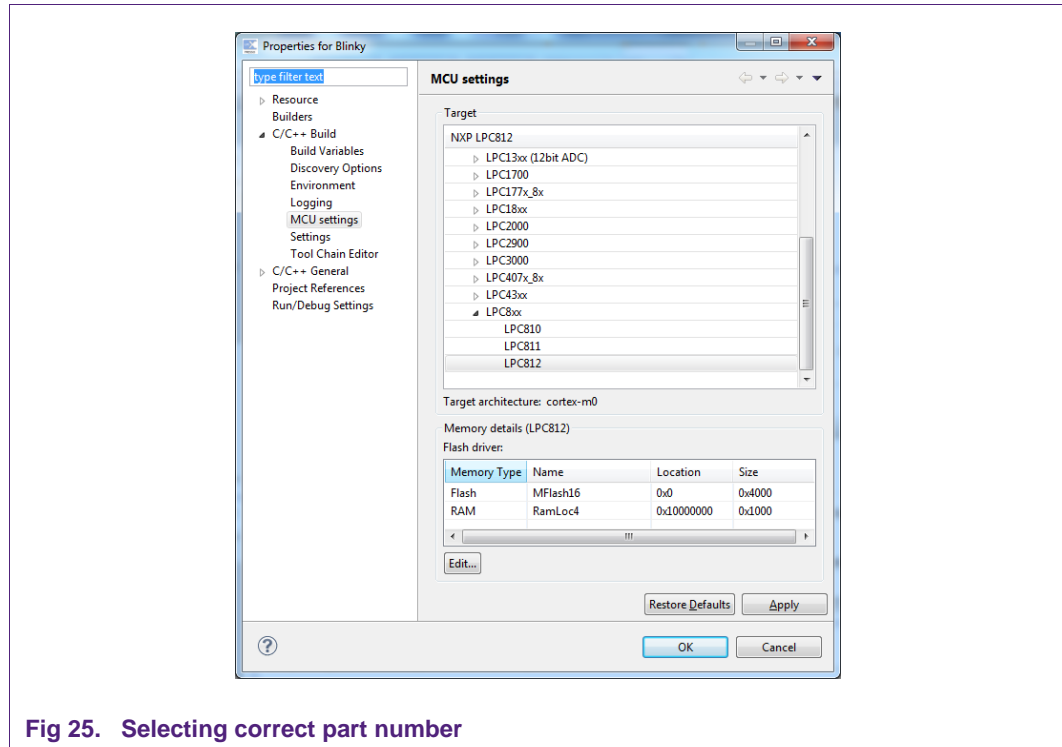 Properties for Blinky
type filter text
Resource
Builders
C/C++ Build
Build Variables
Discovery Options
Environment
Logging
MCU settings
Settings
Tool Chain Editor
C/C++ General
Project References
Run/Debug Settings
MCU settings
Target
NXP LPC812
LPC13xx (12bit ADC)
LPC1700
LPC177x_8x
LPC18xx
LPC2000
LPC2900
LPC3000
LPC407x_8x
LPC43xx
LPC8xx
LPC810
LPC811
LPC812
Target architecture: cortex-m0
Memory details (LPC812)
Flash driver:
Memory Type Name Location Size
Flash MFlash16 0x0 0x4000
RAM RamLoc4 0x10000000 0x1000
Edit...
Restore Defaults Apply
OK Cancel
Fig 25. Selecting correct part number